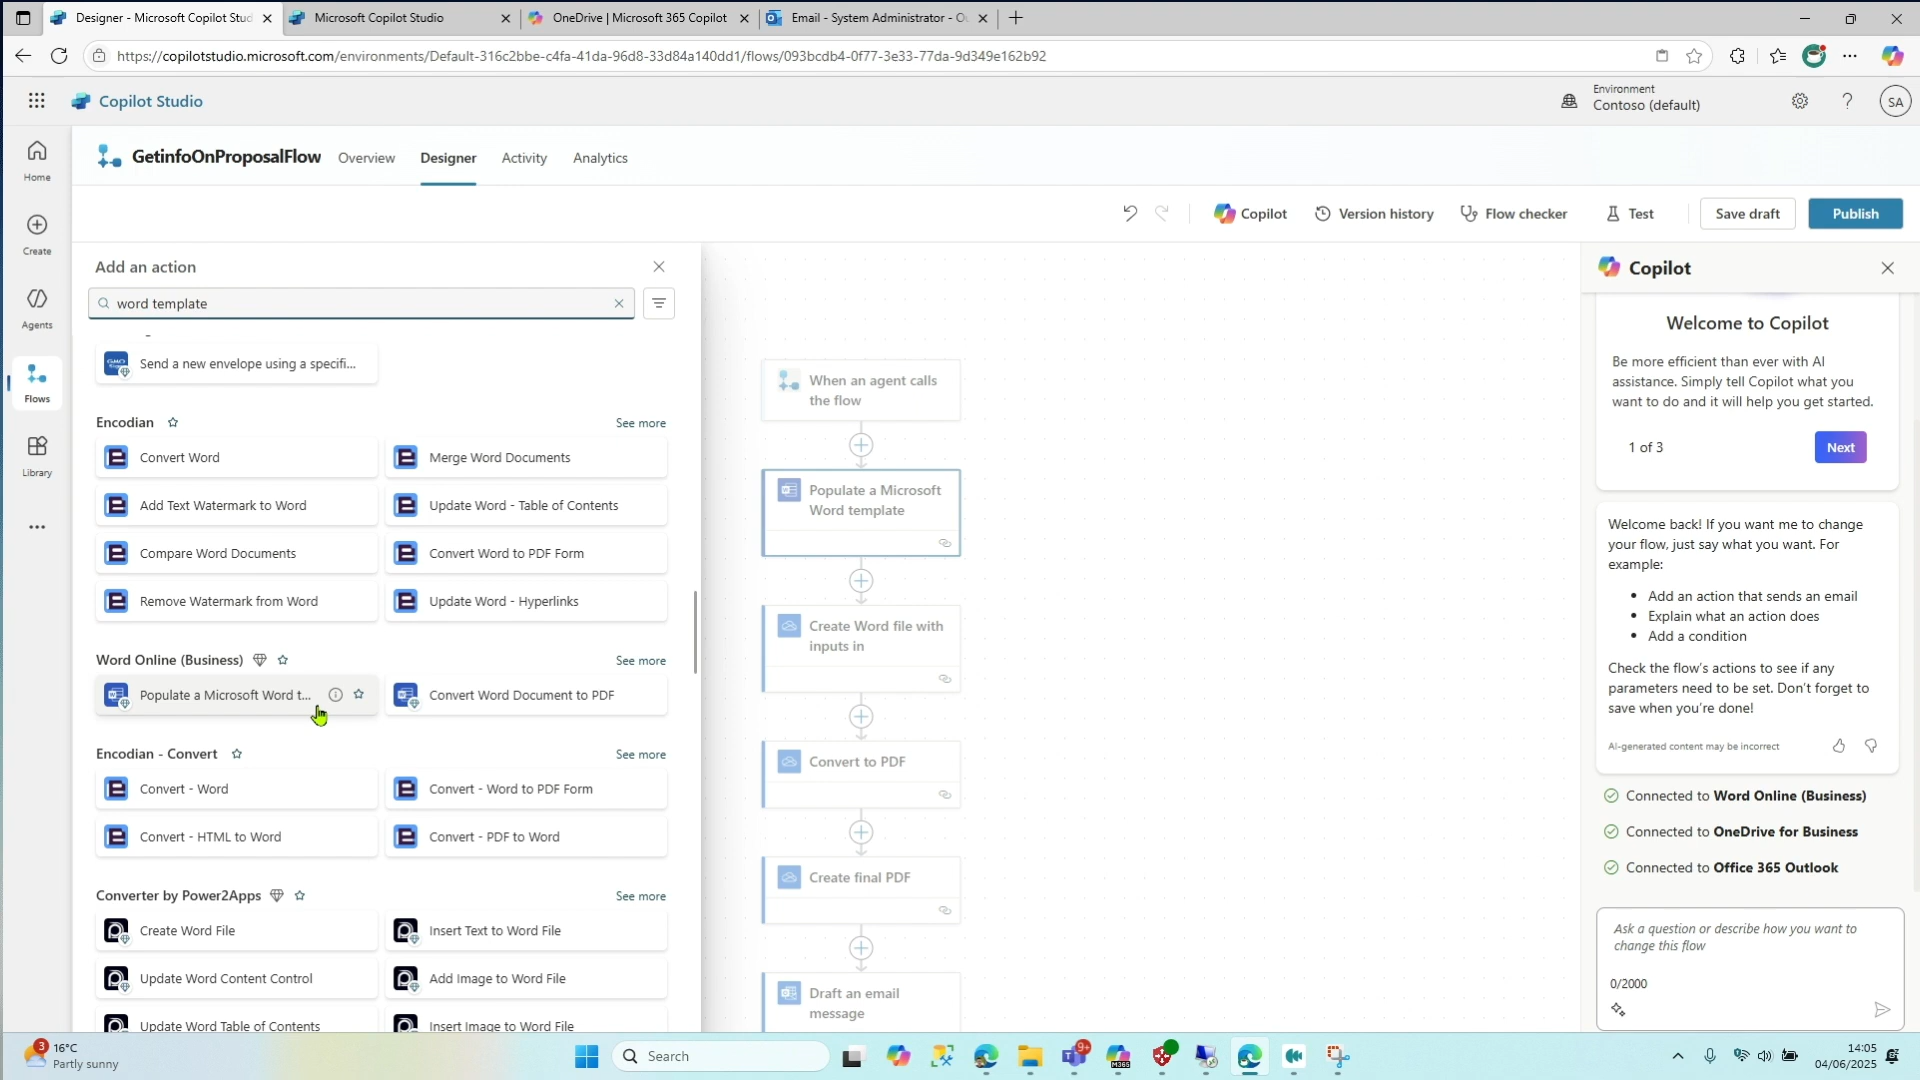 Designer - Microsoft Copilot Stud
Microsoft Copilot Studio
OneDrive | Microsoft 365 Copilot
Email - System Administrator - Ou
https://copilotstudio.microsoft.com/environments/Default-316c2bbe-c4fa-41da-96d8-33d84a140dd1/flows/093bcdb4-0f77-3e33-77da-9d349e162b92
Copilot Studio
Environment
Contoso (default)
SA
Home
Create
Agents
Flows
Library
GetinfoOnProposalFlow
Overview
Designer
Activity
Analytics
Copilot
Version history
Flow checker
Test
Save draft
Publish
Add an action
word template
GMO
Send a new envelope using a specifi...
Encodian
See more
Convert Word
Merge Word Documents
Add Text Watermark to Word
Update Word - Table of Contents
Compare Word Documents
Convert Word to PDF Form
Remove Watermark from Word
Update Word - Hyperlinks
Word Online (Business)
See more
Populate a Microsoft Word t...
Convert Word Document to PDF
Encodian - Convert
See more
Convert - Word
Convert - Word to PDF Form
Convert - HTML to Word
Convert - PDF to Word
Converter by Power2Apps
See more
Create Word File
Insert Text to Word File
Update Word Content Control
Add Image to Word File
Update Word Table of Contents
Insert Image to Word File
When an agent calls
the flow
Populate a Microsoft
Word template
Create Word file with
inputs in
Convert to PDF
Create final PDF
Draft an email
message
Copilot
Welcome to Copilot
Be more efficient than ever with AI
assistance. Simply tell Copilot what you
want to do and it will help you get started.
1 of 3
Next
Welcome back! If you want me to change
your flow, just say what you want. For
example:
• Add an action that sends an email
• Explain what an action does
• Add a condition
Check the flow's actions to see if any
parameters need to be set. Don't forget to
save when you're done!
AI-generated content may be incorrect
Connected to Word Online (Business)
Connected to OneDrive for Business
Connected to Office 365 Outlook
Ask a question or describe how you want to
change this flow
0/2000
3
16°C
Partly sunny
Search
9+
M365
14:05
04/06/2025